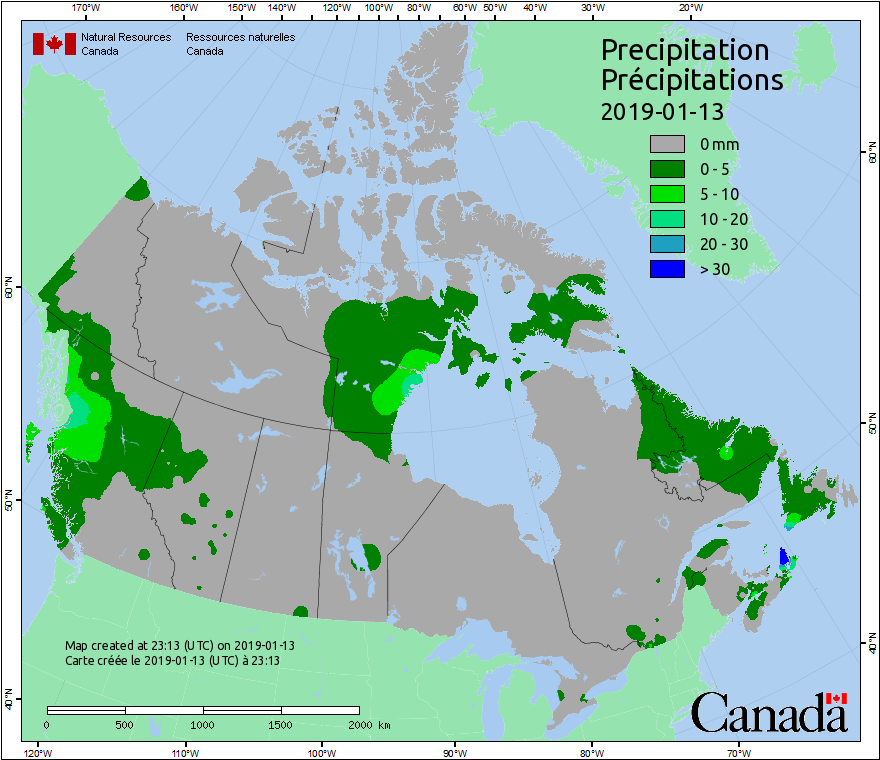 170°W 160°W 150°W 140°W 130°W 120°W 110°W 100°W 90°W 80°W 60°W 50°W 40°W 30°W 20°W
Natural Resources Ressources naturelles
Canada Canada
Precipitation
Précipitations
2019-01-13
0 mm
0 - 5
5 - 10
10 - 20
20 - 30
> 30
60°N 60°N
50°N 50°N
40°N 40°N
Map created at 23:13 (UTC) on 2019-01-13
Carte créée le 2019-01-13 (UTC) à 23:13
0 500 1000 1500 2000 km
Canada
120°W 110°W 100°W 90°W 80°W 70°W